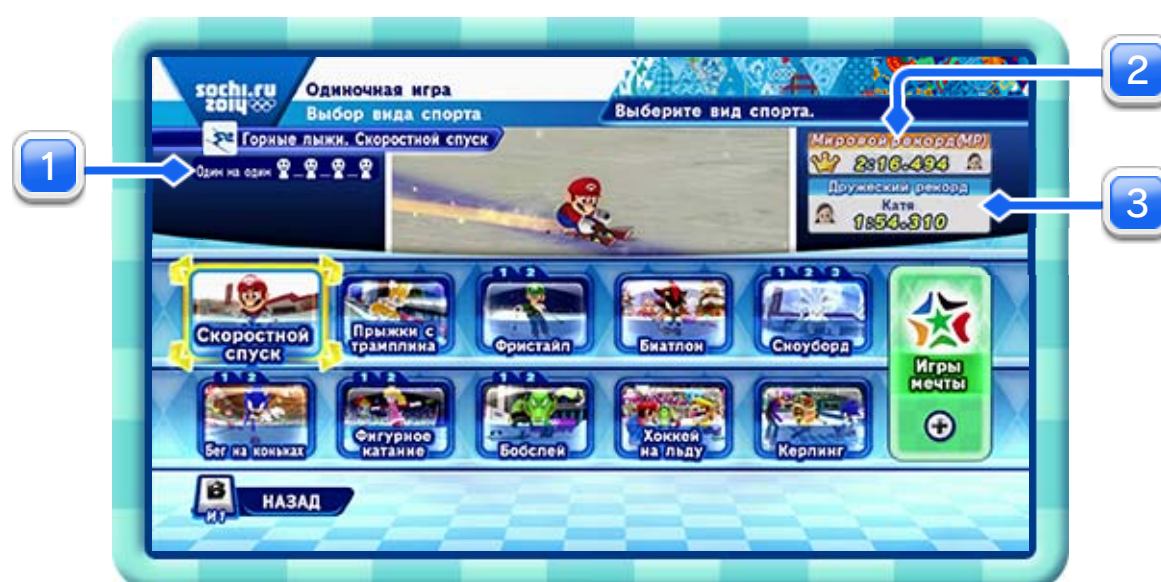 sochi.ru
2014
Одиночная игра
Выбор вида спорта
Выберите вид спорта.
Горные лыжи. Скоростной спуск
Один на один
Мировой рекорд(МР)
2:16.494
Дружеский рекорд
Катя
1:54.310
1
2
3
Скоростной
спуск
Прыжки с
трамплина
1 2
Фристайл
Биатлон
1 2 3
Сноуборд
Игры
мечты
1 2
Бег на коньках
1 2
Фигурное
катание
1 2
Бобслей
Хоккей
на льду
Керлинг
B
И1
НАЗАД